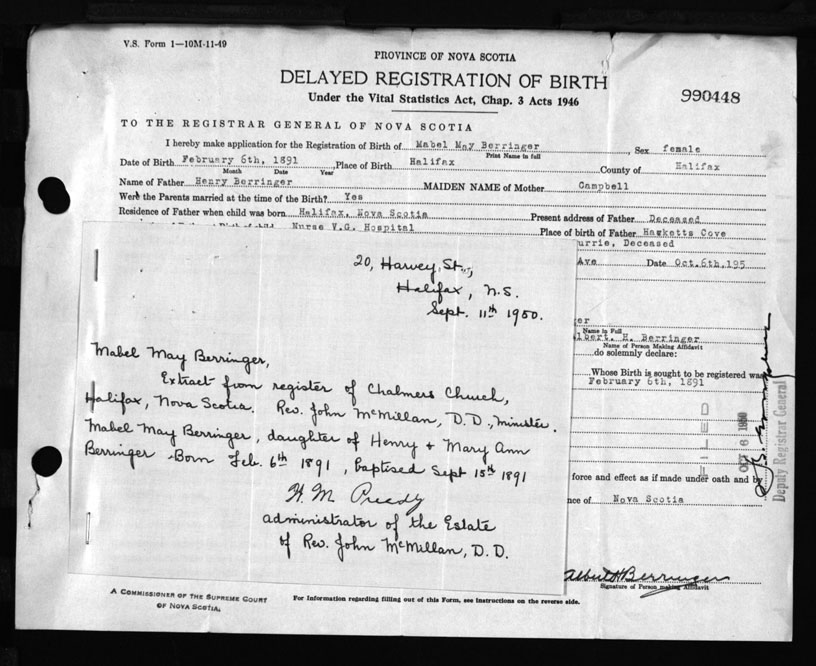 V.S. Form 1—10M-11-49
PROVINCE OF NOVA SCOTIA
DELAYED REGISTRATION OF BIRTH
Under the Vital Statistics Act, Chap. 3 Acts 1946
990448
TO THE REGISTRAR GENERAL OF NOVA SCOTIA
I hereby make application for the Registration of Birth of Mabel May Berringer, Sex female
Print Name in full
Date of Birth February 6th, 1891, Place of Birth Halifax County of Halifax
Month Date Year
Name of Father Henry Berringer MAIDEN NAME of Mother Campbell
Were the Parents married at the time of the Birth? Yes
Residence of Father when child was born Halifax, Nova Scotia Present address of Father Deceased
Nurse V.G. Hospital Place of birth of Father Hacketts Cove
urrie, Deceased
Ave Date Oct.6th,195
20, Harvey St.,
Halifax, N.S.
Sept. 11th 1950.
Mabel May Berringer,
Extract from register of Chalmers Church,
Halifax, Nova Scotia. Rev. John McMillan, D.D., Minister.
Mabel May Berringer, daughter of Henry & Mary Ann
Berringer Born Feb. 6th 1891, baptised Sept 15th 1891
H. M. Preedy
administrator of the Estate
of Rev. John McMillan, D.D.
er
Name in Full
lbert. H. Berringer
Name of Person Making Affidavit
do solemnly declare:
Whose Birth is sought to be registered was
February 6th, 1891
FILED
OCT 6 1950
Deputy Registrar General
force and effect as if made under oath and by
nce of Nova Scotia
Albert H Berringer
Signature of Person making Affidavit
A COMMISSIONER OF THE SUPREME COURT
OF NOVA SCOTIA.
For Information regarding filling out of this Form, see Instructions on the reverse side.